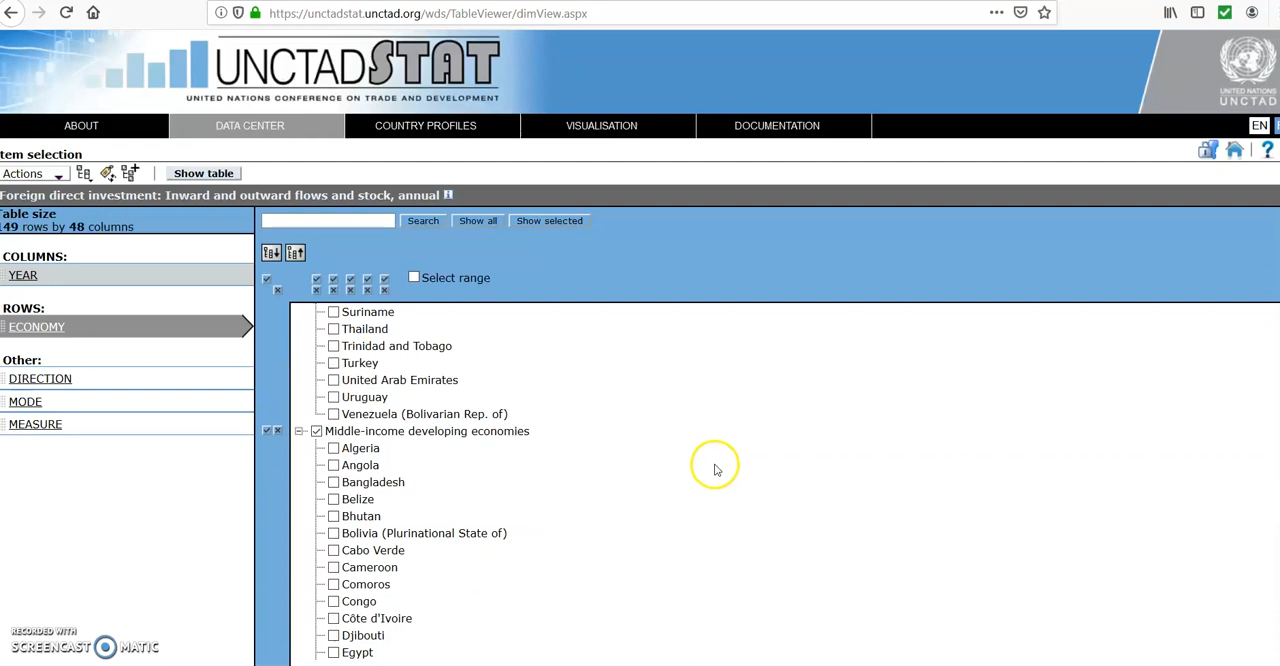 https://unctadstat.unctad.org/wds/TableViewer/dimView.aspx
UNCTADSTAT
UNITED NATIONS CONFERENCE ON TRADE AND DEVELOPMENT
UNITED NATIONS
UNCTAD
ABOUT DATA CENTER COUNTRY PROFILES VISUALISATION DOCUMENTATION EN
tem selection
Actions Show table
Foreign direct investment: Inward and outward flows and stock, annual
Table size
149 rows by 48 columns
Search Show all Show selected
COLUMNS:
YEAR
Select range
ROWS:
ECONOMY
Other:
DIRECTION
MODE
MEASURE
Suriname
Thailand
Trinidad and Tobago
Turkey
United Arab Emirates
Uruguay
Venezuela (Bolivarian Rep. of)
Middle-income developing economies
Algeria
Angola
Bangladesh
Belize
Bhutan
Bolivia (Plurinational State of)
Cabo Verde
Cameroon
Comoros
Congo
Côte d'Ivoire
Djibouti
Egypt
RECORDED WITH
SCREENCAST MATIC